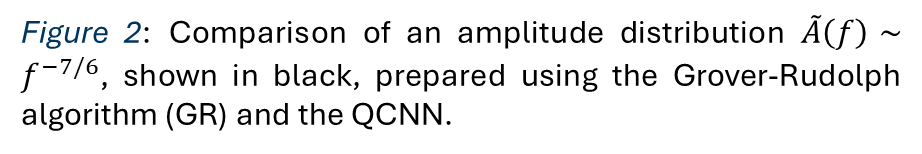 Figure 2: Comparison of an amplitude distribution Ã(f) ~
f^{-7/6}, shown in black, prepared using the Grover-Rudolph
algorithm (GR) and the QCNN.